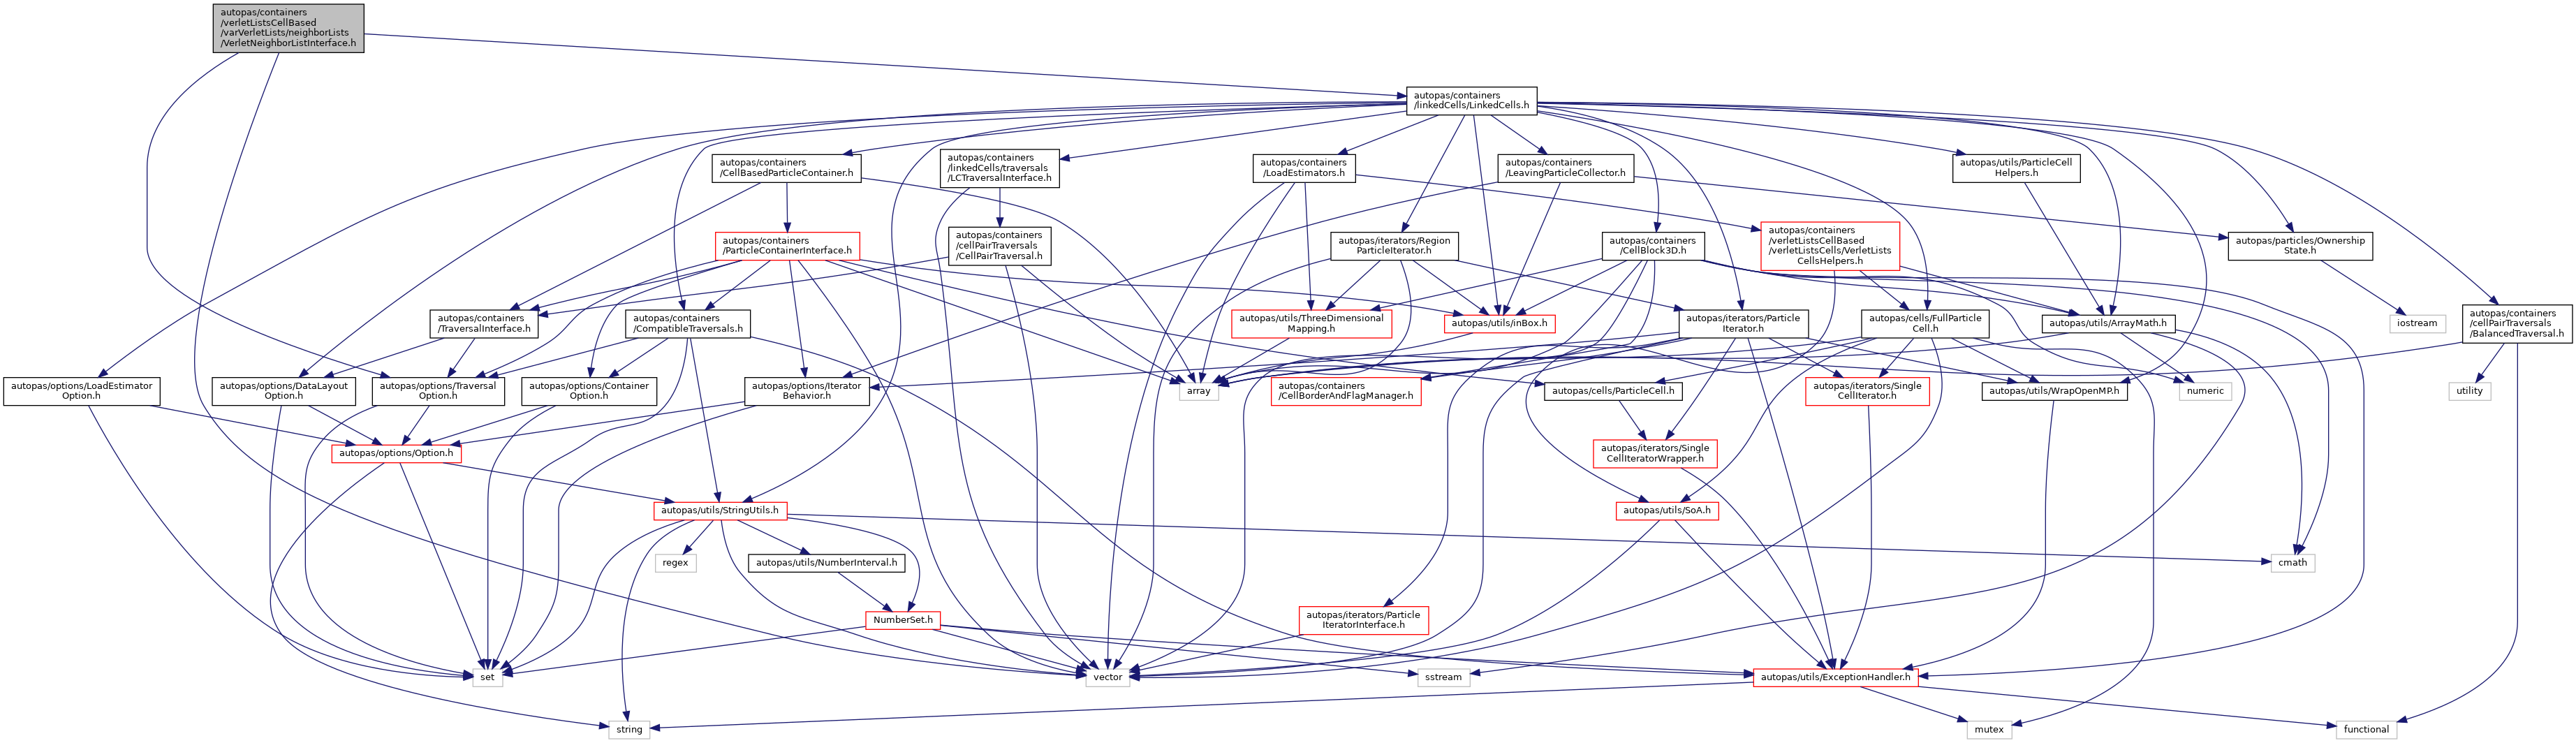 autopas/containers
/verletListsCellBased
/varVerletLists/neighborLists
/VerletNeighborListInterface.h
autopas/containers
/linkedCells/LinkedCells.h
autopas/containers
/CellBasedParticleContainer.h
autopas/containers
/linkedCells/traversals
/LCTraversalInterface.h
autopas/containers
/LoadEstimators.h
autopas/containers
/LeavingParticleCollector.h
autopas/utils/ParticleCell
Helpers.h
autopas/containers
/ParticleContainerInterface.h
autopas/containers
/cellPairTraversals
/CellPairTraversal.h
autopas/iterators/Region
ParticleIterator.h
autopas/containers
/CellBlock3D.h
autopas/containers
/verletListsCellBased
/verletListsCells/VerletLists
CellsHelpers.h
autopas/particles/Ownership
State.h
autopas/containers
/TraversalInterface.h
autopas/containers
/CompatibleTraversals.h
autopas/utils/ThreeDimensional
Mapping.h
autopas/utils/inBox.h
autopas/iterators/Particle
Iterator.h
autopas/cells/FullParticle
Cell.h
autopas/utils/ArrayMath.h
iostream
autopas/containers
/cellPairTraversals
/BalancedTraversal.h
autopas/options/LoadEstimator
Option.h
autopas/options/DataLayout
Option.h
autopas/options/Traversal
Option.h
autopas/options/Container
Option.h
autopas/options/Iterator
Behavior.h
array
autopas/containers
/CellBorderAndFlagManager.h
autopas/cells/ParticleCell.h
autopas/iterators/Single
CellIterator.h
autopas/utils/WrapOpenMP.h
numeric
utility
autopas/options/Option.h
autopas/iterators/Single
CellIteratorWrapper.h
autopas/utils/StringUtils.h
autopas/utils/SoA.h
regex
autopas/utils/NumberInterval.h
cmath
NumberSet.h
autopas/iterators/Particle
IteratorInterface.h
set
vector
sstream
autopas/utils/ExceptionHandler.h
string
mutex
functional